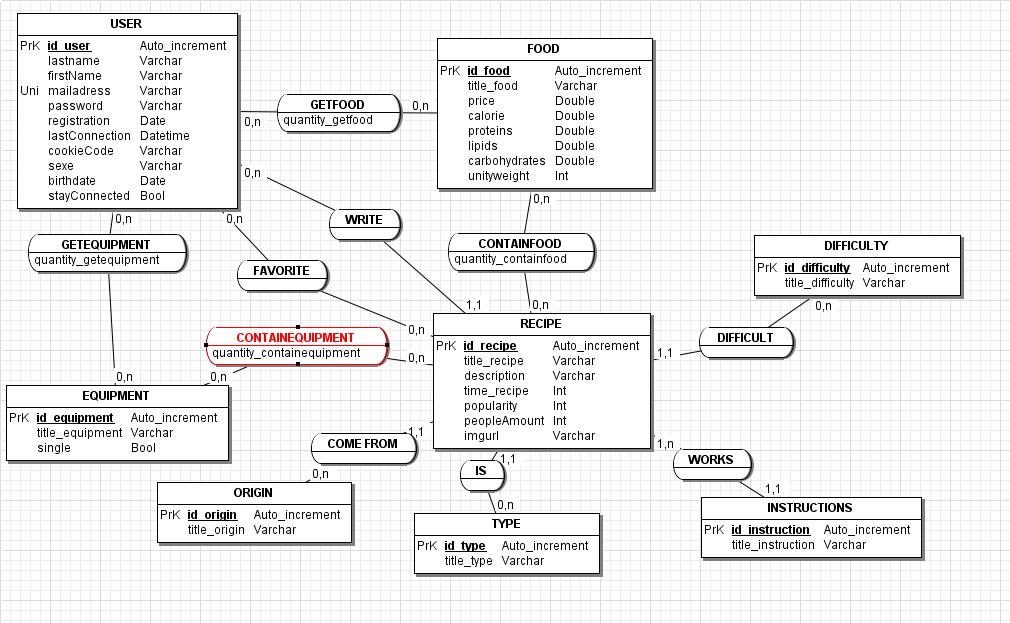 USER
PrK id_user Auto_increment
lastname Varchar
firstName Varchar
Uni mailadress Varchar
password Varchar
registration Date
lastConnection Datetime
cookieCode Varchar
sexe Varchar
birthdate Date
stayConnected Bool
0,n
GETFOOD
quantity_getfood
0,n
FOOD
PrK id_food Auto_increment
title_food Varchar
price Double
calorie Double
proteins Double
lipids Double
carbohydrates Double
unityweight Int
0,n
WRITE
1,1
0,n
CONTAINFOOD
quantity_containfood
0,n
0,n
GETEQUIPMENT
quantity_getequipment
0,n
0,n
FAVORITE
0,n
CONTAINEQUIPMENT
quantity_containequipment
0,n
0,n
DIFFICULTY
PrK id_difficulty Auto_increment
title_difficulty Varchar
0,n
DIFFICULT
1,1
RECIPE
PrK id_recipe Auto_increment
title_recipe Varchar
description Varchar
time_recipe Int
popularity Int
peopleAmount Int
imgurl Varchar
EQUIPMENT
PrK id_equipment Auto_increment
title_equipment Varchar
single Bool
1,1
COME FROM
0,n
1,1
IS
0,n
1,n
WORKS
1,1
ORIGIN
PrK id_origin Auto_increment
title_origin Varchar
TYPE
PrK id_type Auto_increment
title_type Varchar
INSTRUCTIONS
PrK id_instruction Auto_increment
title_instruction Varchar